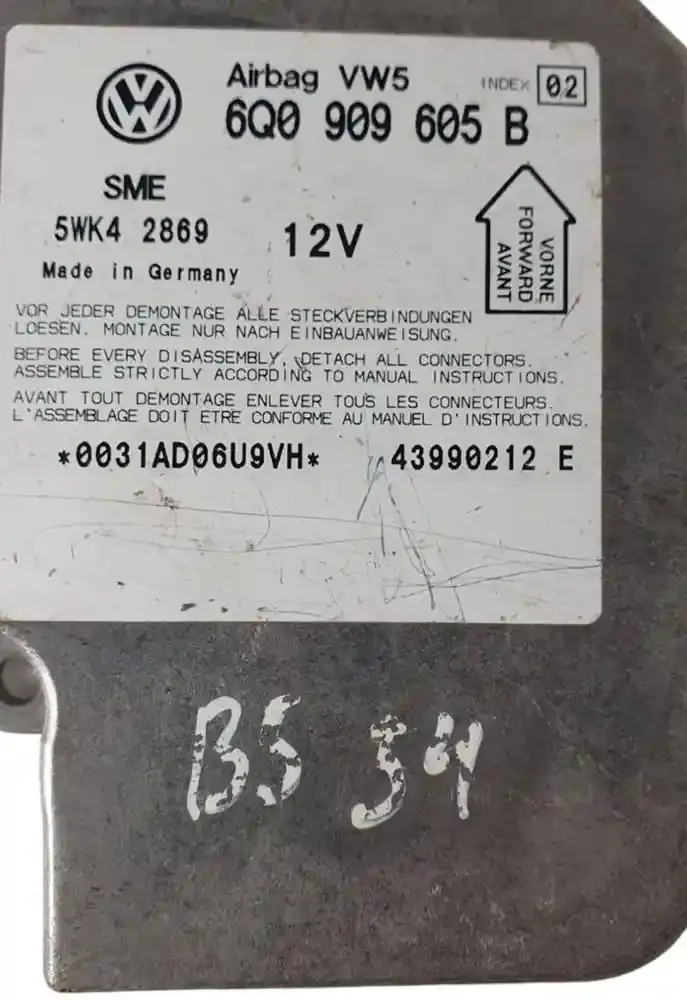 Airbag VW5 INDEX 02
6Q0 909 605 B
SME
5WK4 2869 12V
Made in Germany
VORNE
FORWARD
AVANT
VOR JEDER DEMONTAGE ALLE STECKVERBINDUNGEN
LOESEN. MONTAGE NUR NACH EINBAUANWEISUNG.
BEFORE EVERY DISASSEMBLY, DETACH ALL CONNECTORS.
ASSEMBLE STRICTLY ACCORDING TO MANUAL INSTRUCTIONS.
AVANT TOUT DEMONTAGE ENLEVER TOUS LES CONNECTEURS.
L'ASSEMBLAGE DOIT ETRE CONFORME AU MANUEL D'INSTRUCTIONS.
*0031AD06U9VH* 43990212 E
BS 54